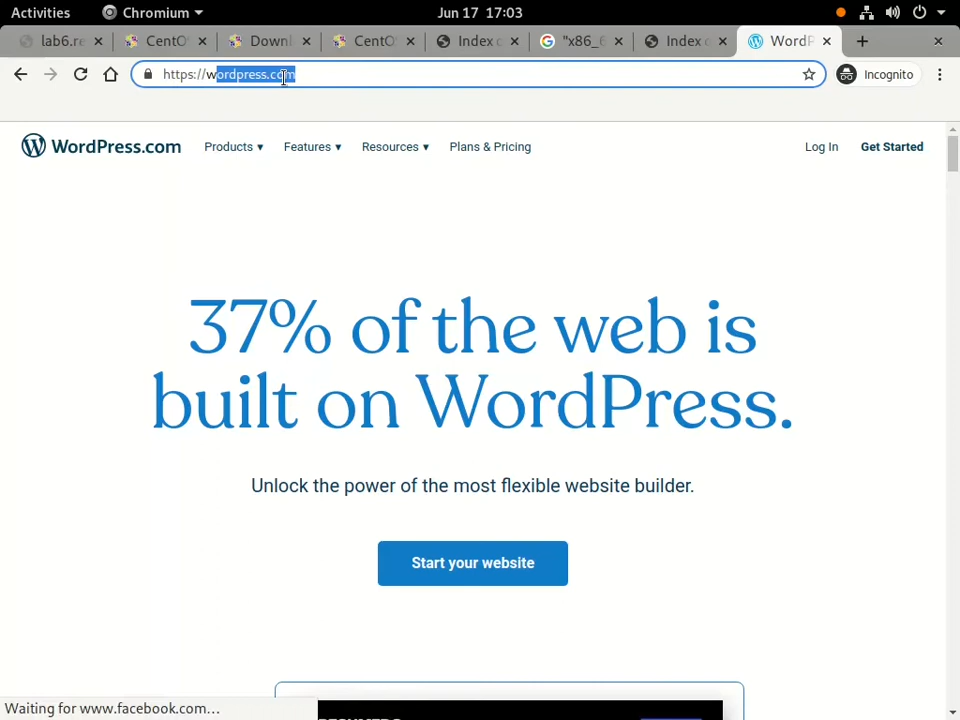 Activities Chromium Jun 17 17:03
lab6.re CentO Downl CentO Index o "x86_6 Index o WordP
https://wordpress.com Incognito
WordPress.com Products Features Resources Plans & Pricing Log In Get Started
37% of the web is
built on WordPress.
Unlock the power of the most flexible website builder.
Start your website
Waiting for www.facebook.com...